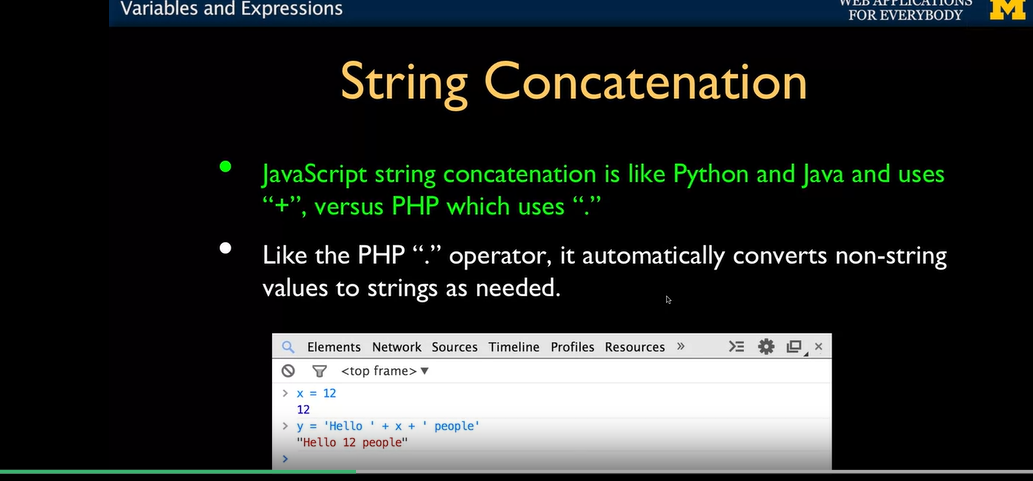 Variables and Expressions
WEB APPLICATIONS
FOR EVERYBODY
M
String Concatenation
• JavaScript string concatenation is like Python and Java and uses
“+”, versus PHP which uses “.”
• Like the PHP “.” operator, it automatically converts non-string
values to strings as needed.
Elements Network Sources Timeline Profiles Resources »
<top frame> ▼
> x = 12
12
> y = 'Hello ' + x + ' people'
"Hello 12 people"
>